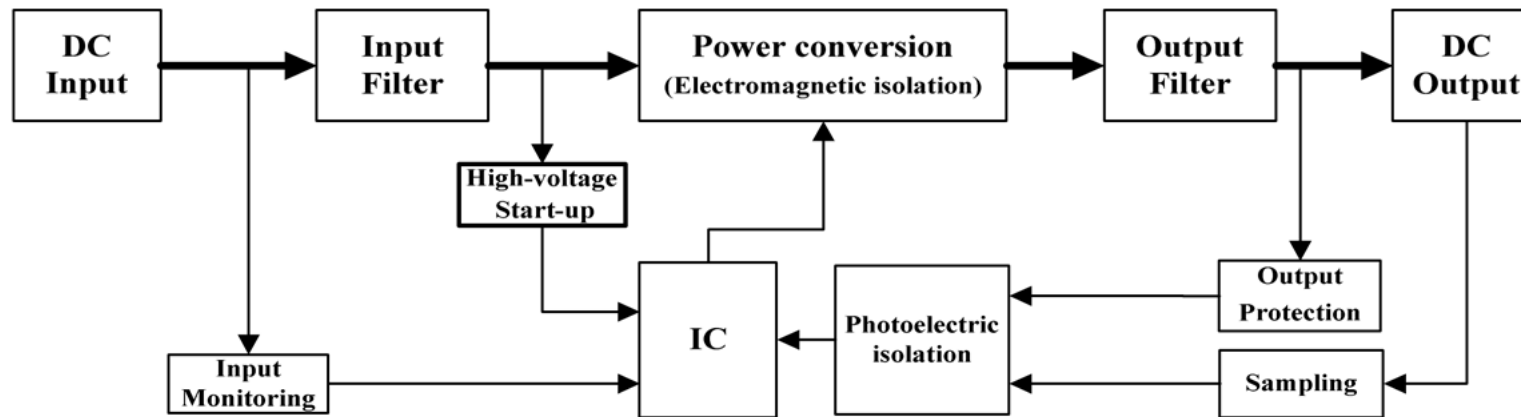 DC
Input
Input
Filter
Power conversion
(Electromagnetic isolation)
Output
Filter
DC
Output
High-voltage
Start-up
Output
Protection
IC
Photoelectric
isolation
Input
Monitoring
Sampling